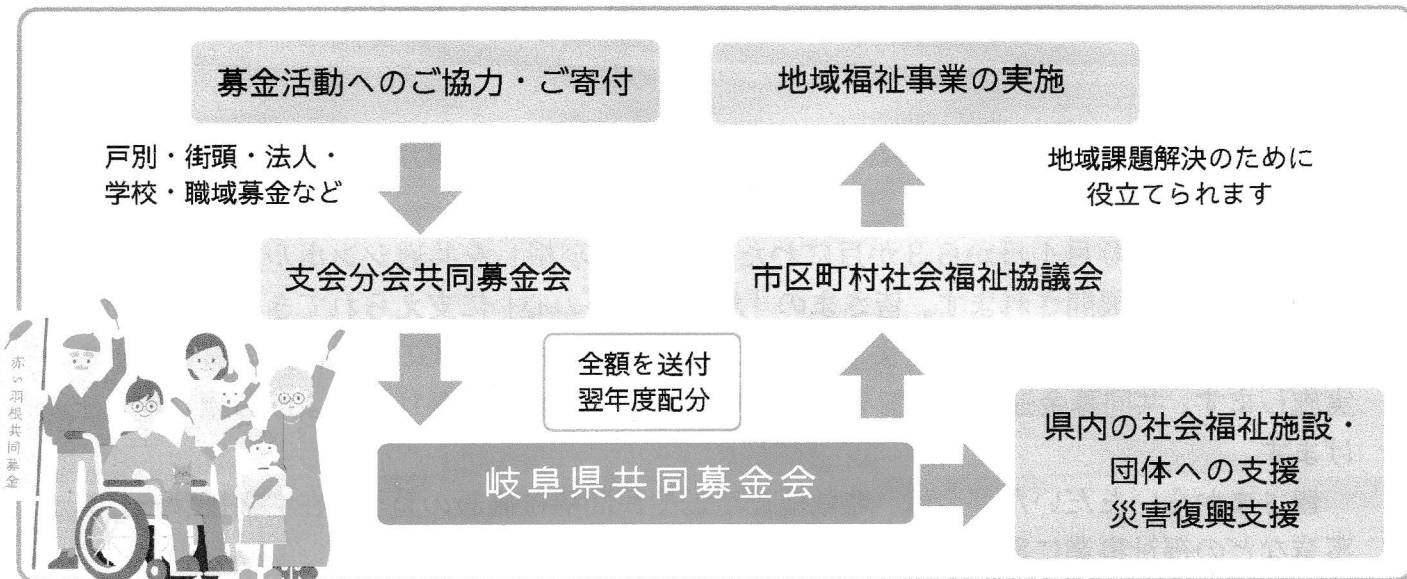 募金活動へのご協力・ご寄付
地域福祉事業の実施
戸別・街頭・法人・
学校・職域募金など
地域課題解決のために
役立てられます
支会分会共同募金会
市区町村社会福祉協議会
全額を送付
翌年度配分
岐阜県共同募金会
県内の社会福祉施設・
団体への支援
災害復興支援
赤い羽根共同募金